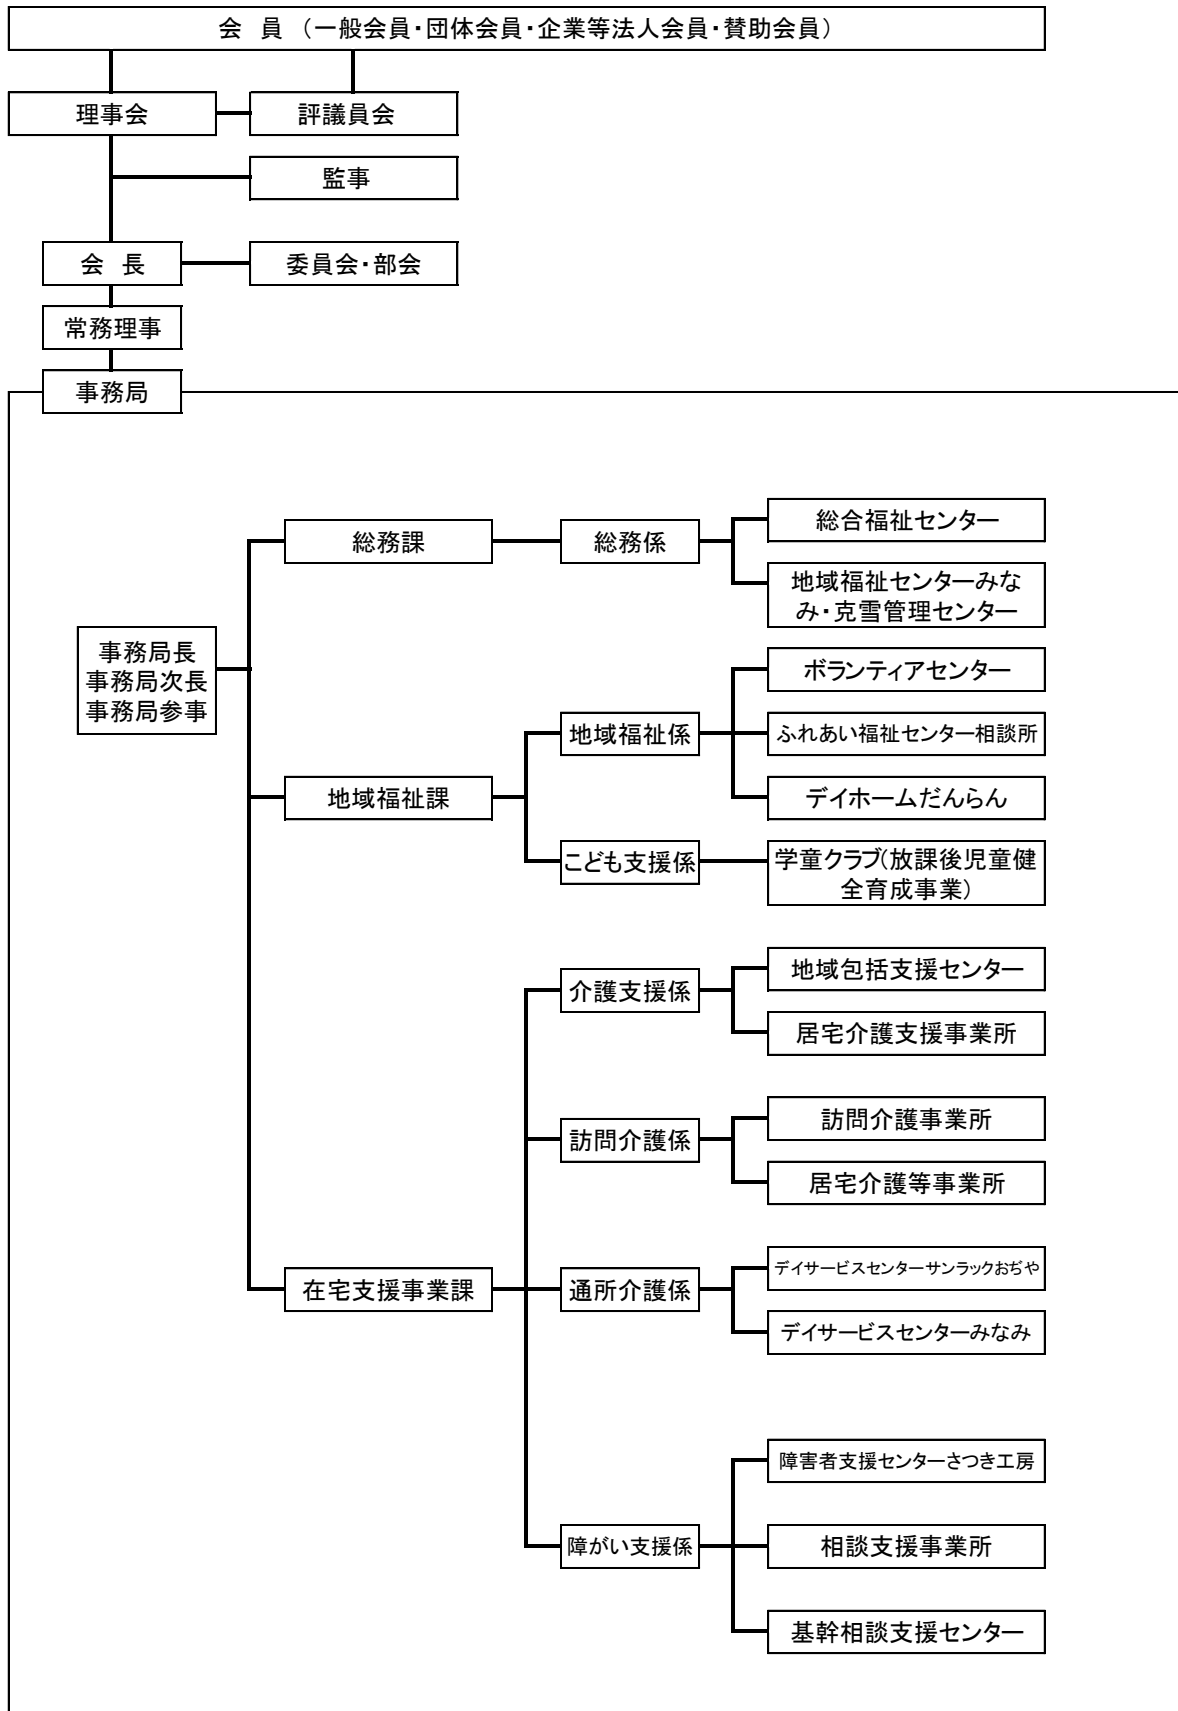 会　員　（一般会員・団体会員・企業等法人会員・賛助会員）
理事会
評議員会
監事
会　長
委員会・部会
常務理事
事務局
事務局長
事務局次長
事務局参事
総務課
総務係
総合福祉センター
地域福祉センターみな
み・克雪管理センター
地域福祉課
地域福祉係
ボランティアセンター
ふれあい福祉センター相談所
デイホームだんらん
こども支援係
学童クラブ(放課後児童健
全育成事業)
在宅支援事業課
介護支援係
地域包括支援センター
居宅介護支援事業所
訪問介護係
訪問介護事業所
居宅介護等事業所
通所介護係
デイサービスセンターサンラックおぢや
デイサービスセンターみなみ
障がい支援係
障害者支援センターさつき工房
相談支援事業所
基幹相談支援センター